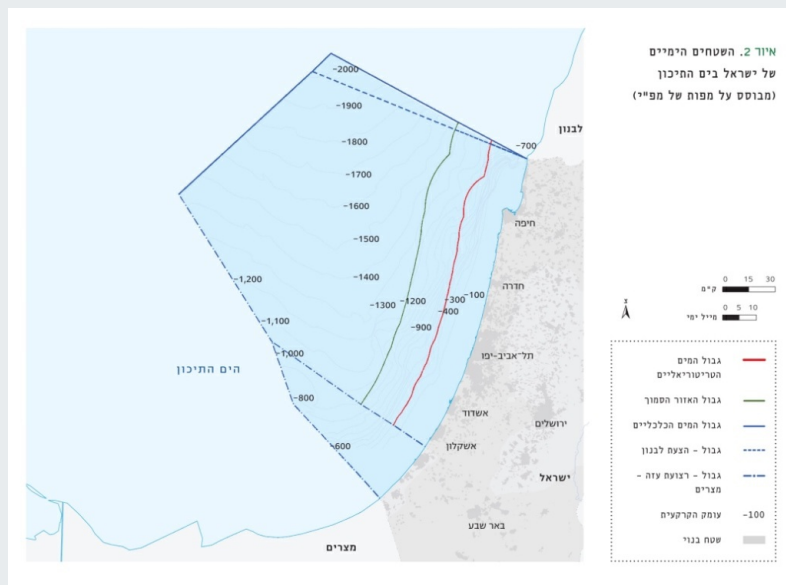 איור 2. השטחים הימיים
של ישראל בים התיכון
(מבוסס על מפות של מפ"י)
לבנון
-2000
-1900
-1800
-700
-1700
-1600
חיפה
-1500
-1400
-1,200
חדרה
-100
-300
-1200
-1300
-400
-1,100
-900
-1,000
תל־אביב-יפו
הים התיכון
-800
אשדוד
ירושלים
-600
אשקלון
ישראל
באר שבע
מצרים
0 15 30
ק"מ
0 5 10
מייל ימי
גבול המים
הטריטוריאליים
גבול האזור הסמוך
גבול המים הכלכליים
גבול - הצעת לבנון
גבול - רצועת עזה -
מצרים
עומק הקרקעית
-100
שטח בנוי